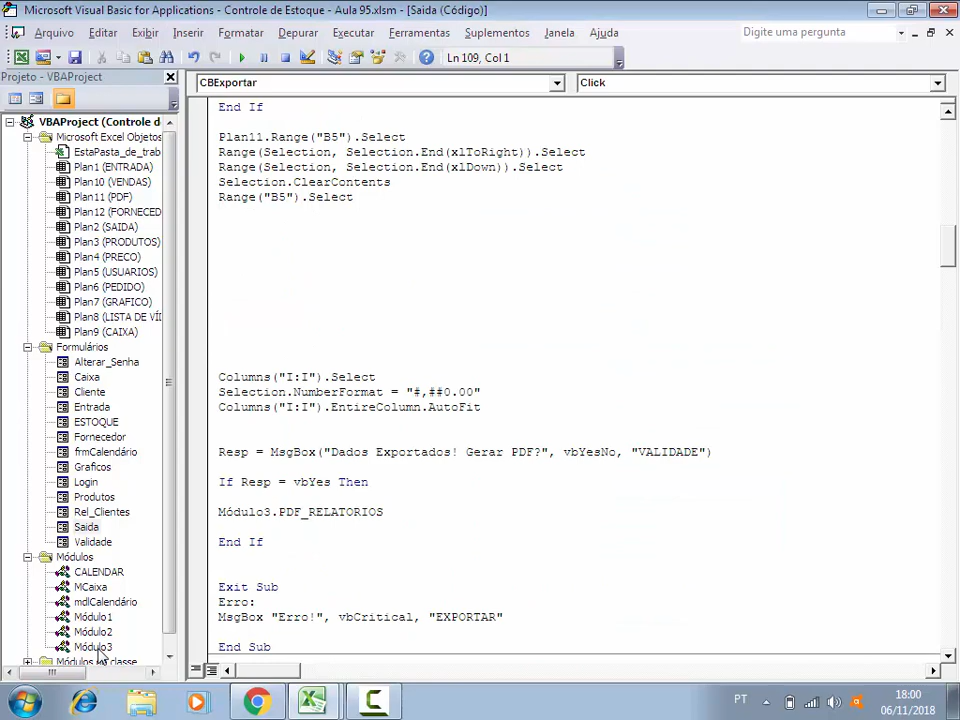 Microsoft Visual Basic for Applications - Controle de Estoque - Aula 95.xlsm - [Saida (Código)]
Arquivo Editar Exibir Inserir Formatar Depurar Executar Ferramentas Suplementos Janela Ajuda
Digite uma pergunta
Ln 109, Col 1
Projeto - VBAProject
CBExportar
Click
VBAProject (Controle d
Microsoft Excel Objetos
EstaPasta_de_trab
Plan1 (ENTRADA)
Plan10 (VENDAS)
Plan11 (PDF)
Plan12 (FORNECED
Plan2 (SAIDA)
Plan3 (PRODUTOS)
Plan4 (PRECO)
Plan5 (USUARIOS)
Plan6 (PEDIDO)
Plan7 (GRAFICO)
Plan8 (LISTA DE VÍ
Plan9 (CAIXA)
Formulários
Alterar_Senha
Caixa
Cliente
Entrada
ESTOQUE
Fornecedor
frmCalendário
Graficos
Login
Produtos
Rel_Clientes
Saida
Validade
Módulos
CALENDAR
MCaixa
mdlCalendário
Módulo1
Módulo2
Módulo3
Módulos de classe
End If
Plan11.Range("B5").Select
Range(Selection, Selection.End(xlToRight)).Select
Range(Selection, Selection.End(xlDown)).Select
Selection.ClearContents
Range("B5").Select
Columns("I:I").Select
Selection.NumberFormat = "#,##0.00"
Columns("I:I").EntireColumn.AutoFit
Resp = MsgBox("Dados Exportados! Gerar PDF?", vbYesNo, "VALIDADE")
If Resp = vbYes Then
Módulo3.PDF_RELATORIOS
End If
Exit Sub
Erro:
MsgBox "Erro!", vbCritical, "EXPORTAR"
End Sub
PT
18:00
06/11/2018